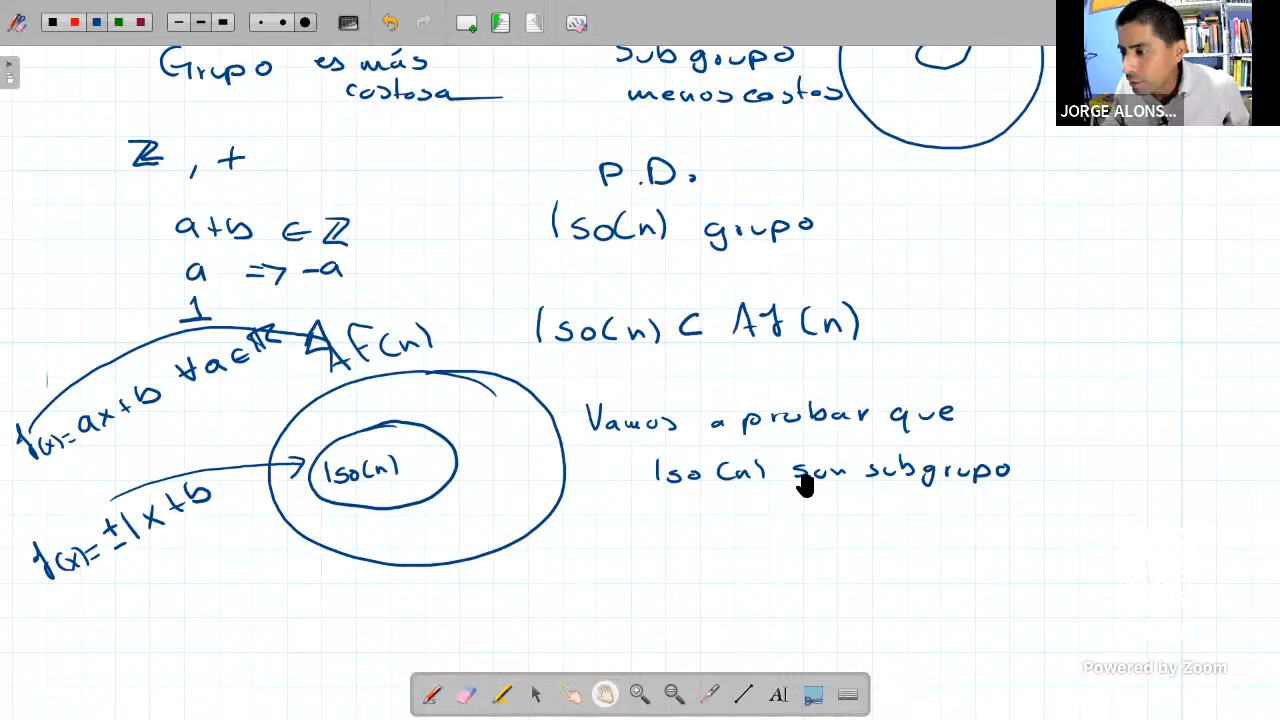 Grupo es más
costosa
Subgrupo
menos costos
JORGE ALONS...
ℤ, +
a+b ∈ ℤ
a => -a
1
P.D.
Iso(n) grupo
Iso(n) ⊂ Af(n)
AF(n)
f(x)= ax+b ∀a∈ℝ
Iso(n)
f(x)= ±1x+b
Vamos a probar que
Iso(n) son subgrupo
AI
Powered by Zoom